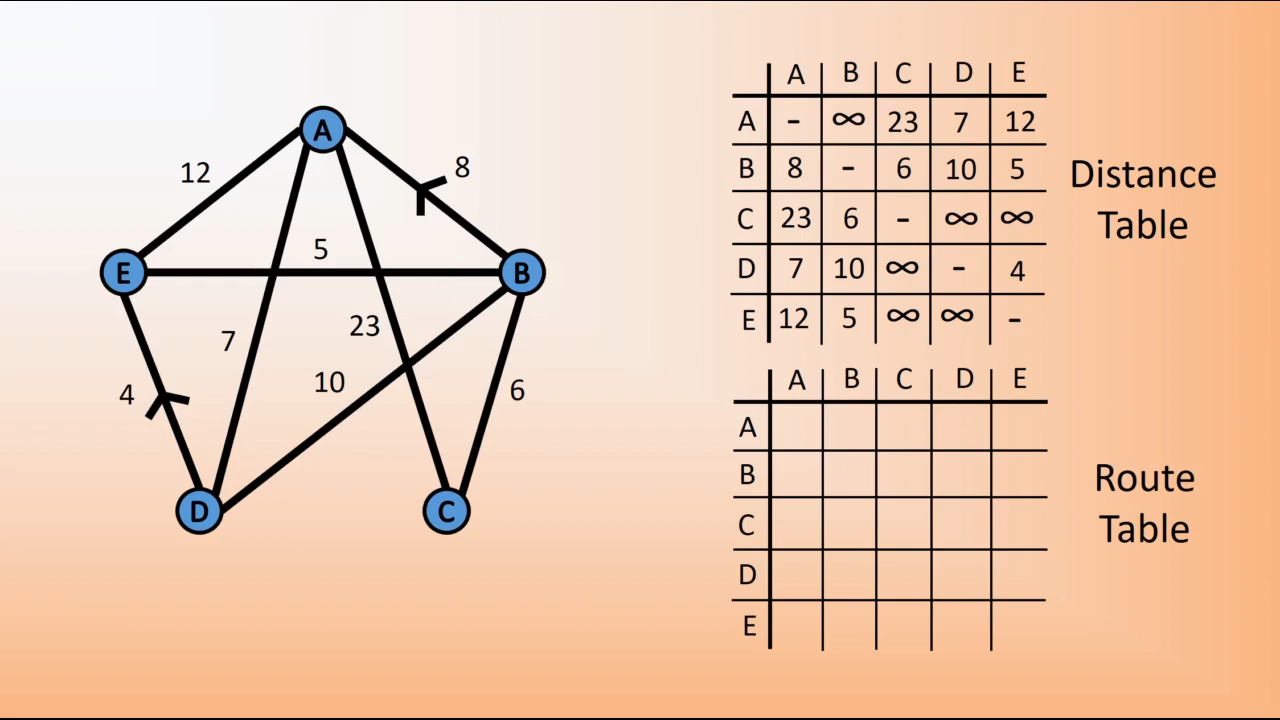 A
12
8
5
E
B
7
23
10
4
6
D
C
A B C D E
A - ∞ 23 7 12
B 8 - 6 10 5
C 23 6 - ∞ ∞
D 7 10 ∞ - 4
E 12 5 ∞ ∞ -
Distance
Table
A B C D E
A
B
C
D
E
Route
Table